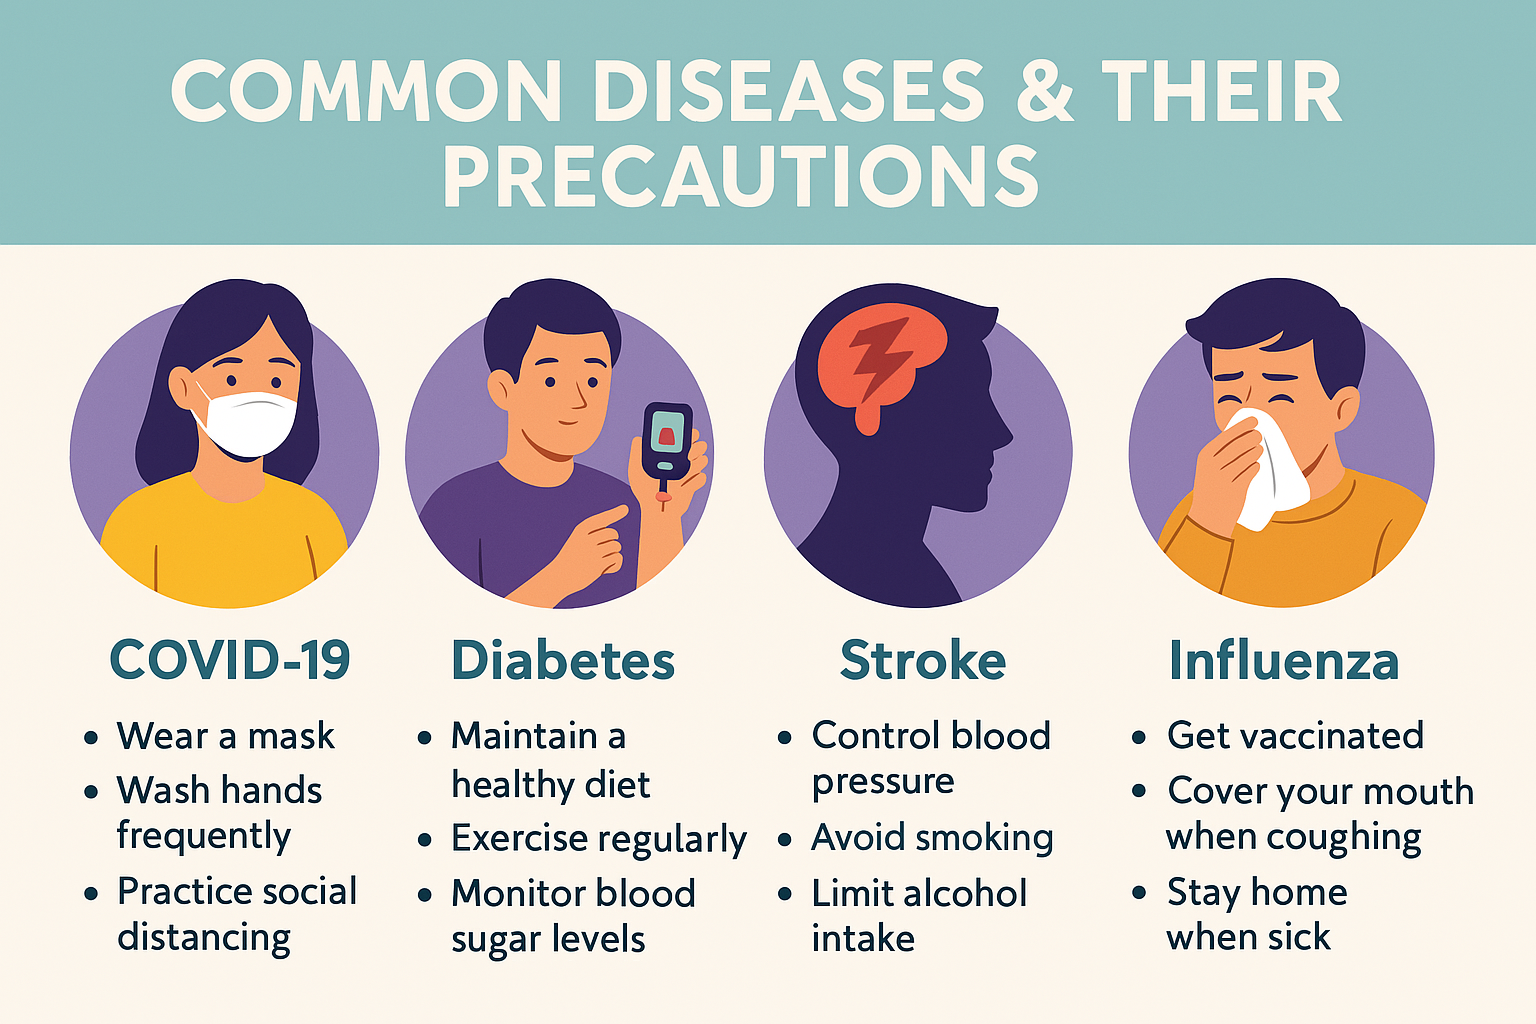 COMMON DISEASES & THEIR
PRECAUTIONS
COVID-19
• Wear a mask
• Wash hands
frequently
• Practice social
distancing
Diabetes
• Maintain a
healthy diet
• Exercise regularly
• Monitor blood
sugar levels
Stroke
• Control blood
pressure
• Avoid smoking
• Limit alcohol
intake
Influenza
• Get vaccinated
• Cover your mouth
when coughing
• Stay home
when sick